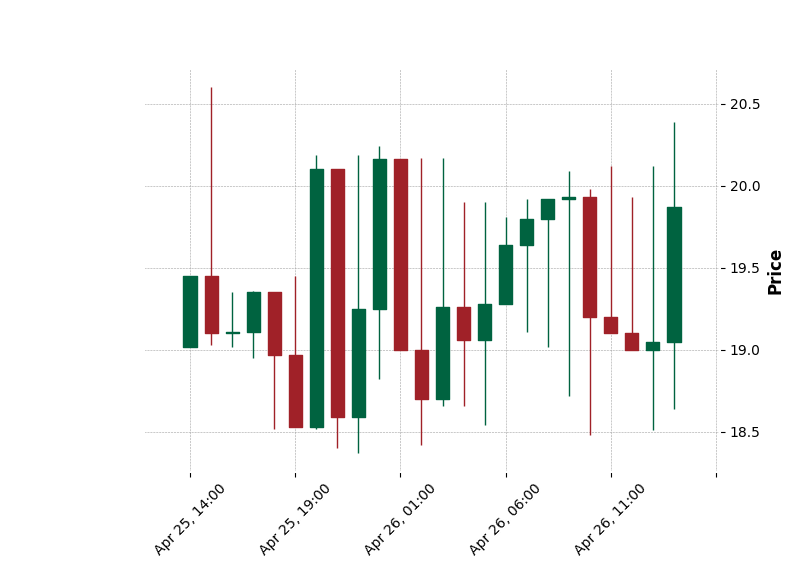 20.5
20.0
19.5
19.0
18.5
Price
Apr 25, 14:00
Apr 25, 19:00
Apr 26, 01:00
Apr 26, 06:00
Apr 26, 11:00